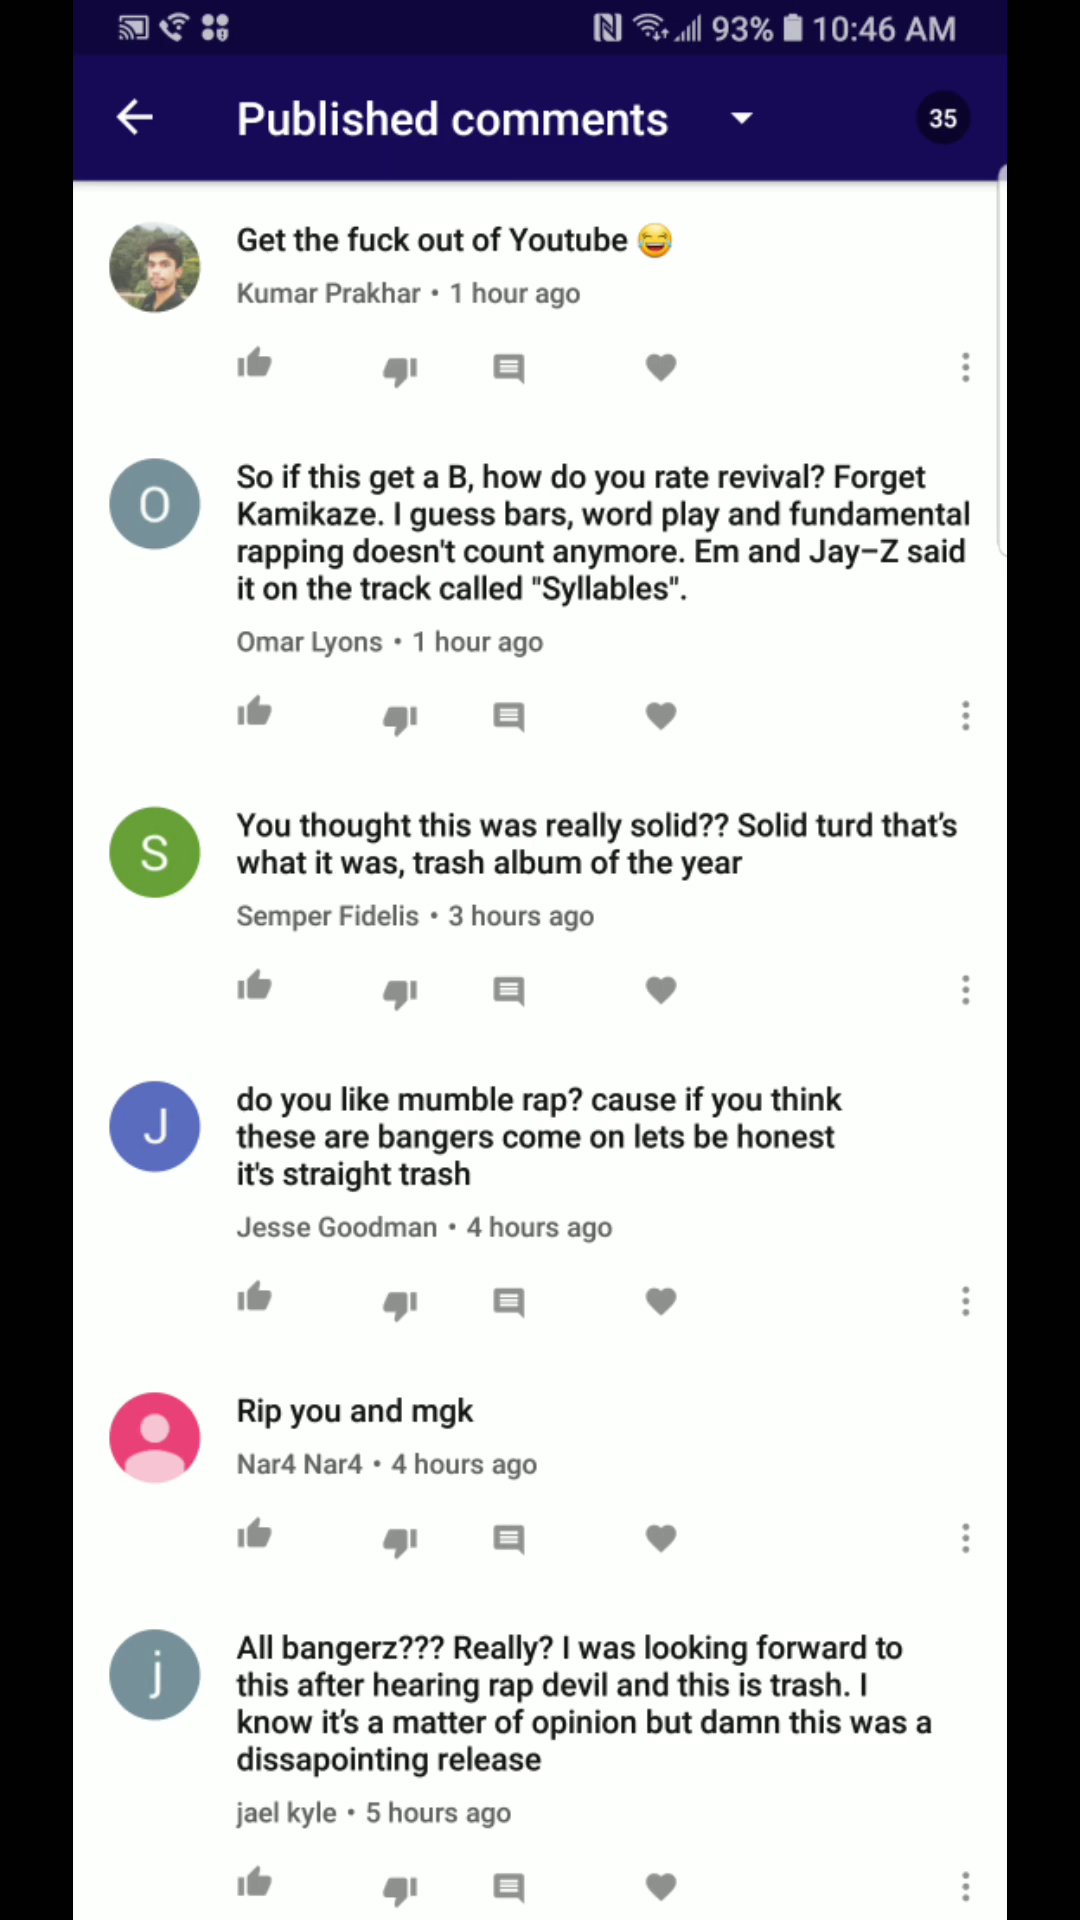 93% 10:46 AM
Published comments
35
Get the fuck out of Youtube 😂
Kumar Prakhar • 1 hour ago
O
So if this get a B, how do you rate revival? Forget
Kamikaze. I guess bars, word play and fundamental
rapping doesn't count anymore. Em and Jay–Z said
it on the track called "Syllables".
Omar Lyons • 1 hour ago
S
You thought this was really solid?? Solid turd that’s
what it was, trash album of the year
Semper Fidelis • 3 hours ago
J
do you like mumble rap? cause if you think
these are bangers come on lets be honest
it's straight trash
Jesse Goodman • 4 hours ago
Rip you and mgk
Nar4 Nar4 • 4 hours ago
j
All bangerz??? Really? I was looking forward to
this after hearing rap devil and this is trash. I
know it’s a matter of opinion but damn this was a
dissapointing release
jael kyle • 5 hours ago